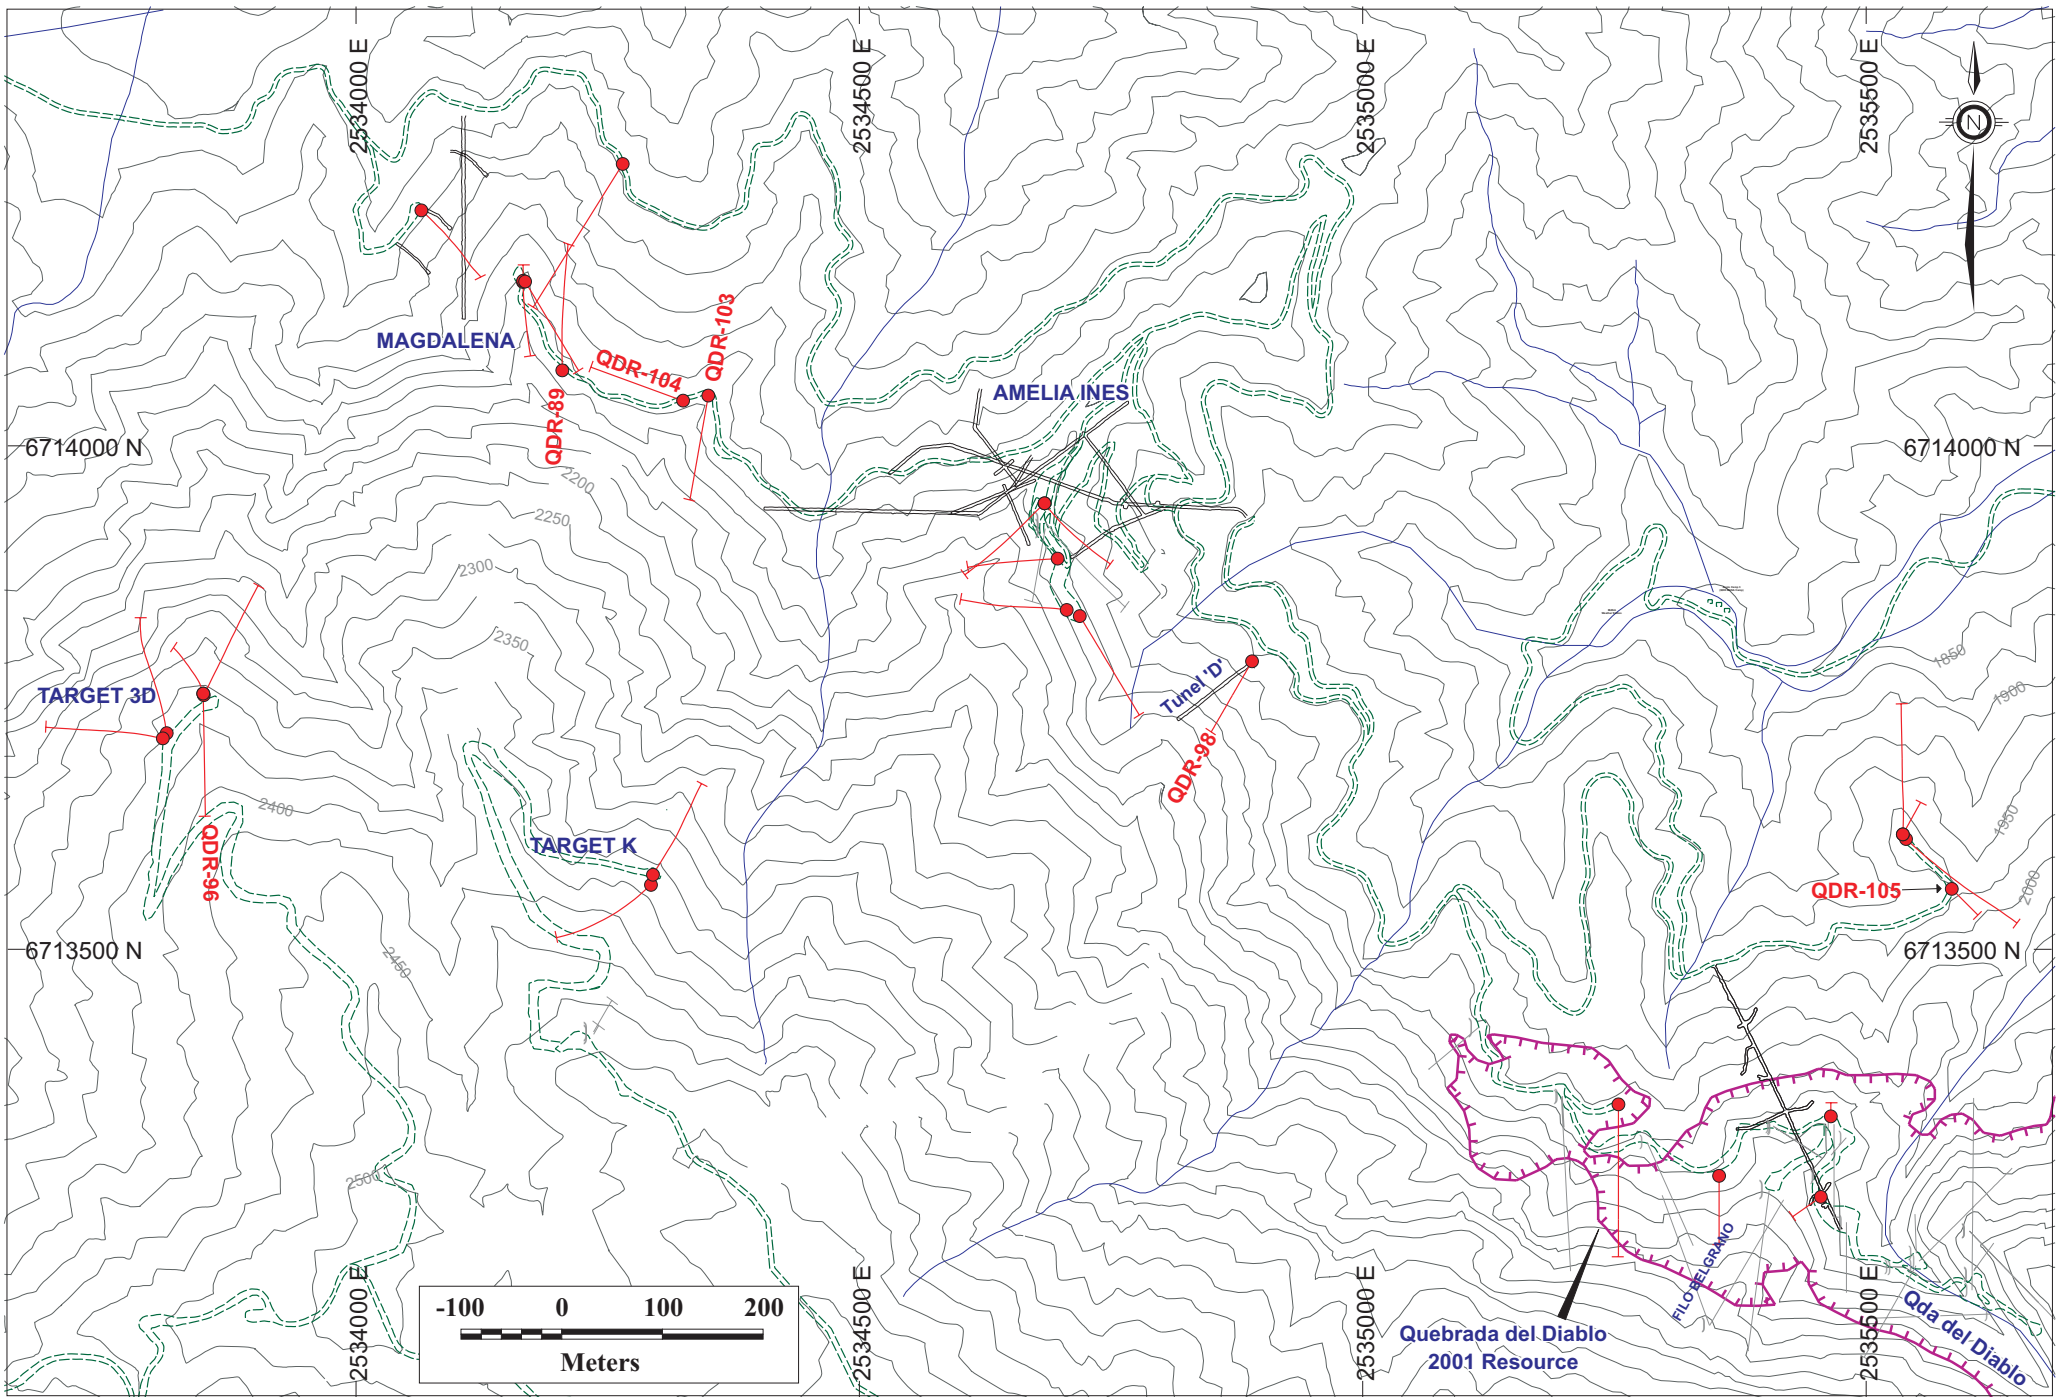 2534000 E
2534500 E
2535000 E
2535500 E
N
MAGDALENA
QDR-104
QDR-103
QDR-89
AMELIA INES
6714000 N
6714000 N
2200
2250
2300
2350
1850
1900
TARGET 3D
Tunel 'D'
QDR-98
2400
QDR-96
TARGET K
1950
2000
QDR-105
6713500 N
6713500 N
2450
2500
FILO BELGRANO
Qda del Diablo
2534000 E
2534500 E
2535000 E
2535500 E
-100 0 100 200
Meters
Quebrada del Diablo
2001 Resource